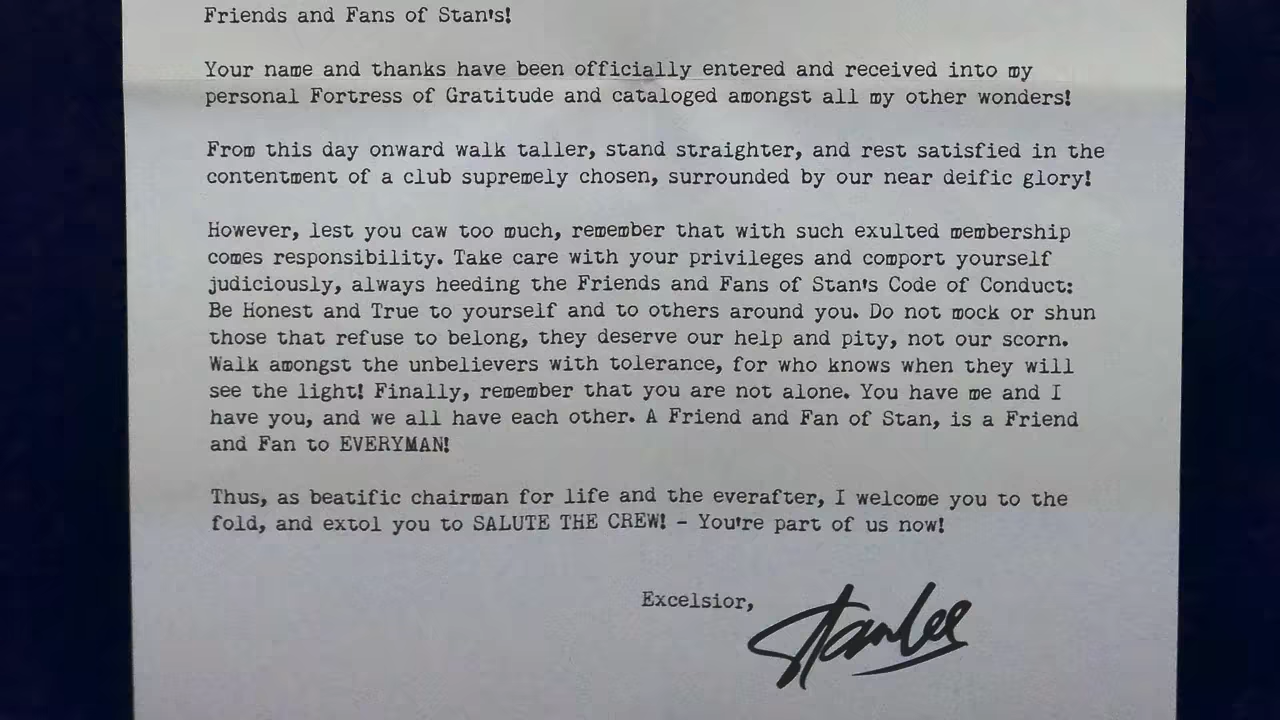 Friends and Fans of Stan's!
Your name and thanks have been officially entered and received into my
personal Fortress of Gratitude and cataloged amongst all my other wonders!
From this day onward walk taller, stand straighter, and rest satisfied in the
contentment of a club supremely chosen, surrounded by our near deific glory!
However, lest you caw too much, remember that with such exulted membership
comes responsibility. Take care with your privileges and comport yourself
judiciously, always heeding the Friends and Fans of Stan's Code of Conduct:
Be Honest and True to yourself and to others around you. Do not mock or shun
those that refuse to belong, they deserve our help and pity, not our scorn.
Walk amongst the unbelievers with tolerance, for who knows when they will
see the light! Finally, remember that you are not alone. You have me and I
have you, and we all have each other. A Friend and Fan of Stan, is a Friend
and Fan to EVERYMAN!
Thus, as beatific chairman for life and the everafter, I welcome you to the
fold, and extol you to SALUTE THE CREW! - You're part of us now!
Excelsior,
Stan Lee